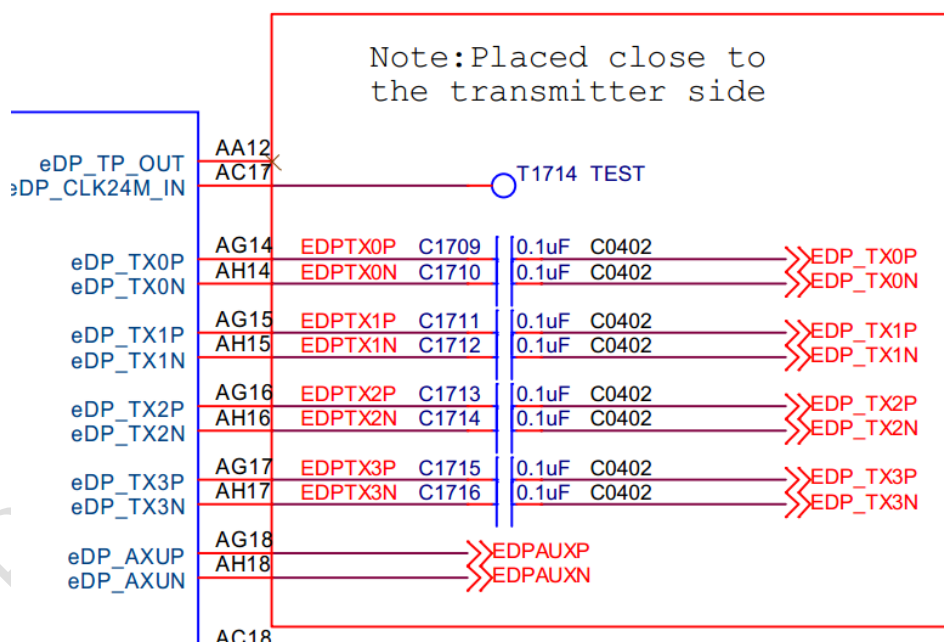 Note:Placed close to
the transmitter side
eDP_TP_OUT AA12
eDP_CLK24M_IN AC17 T1714 TEST
eDP_TX0P AG14 EDPTX0P C1709 0.1uF C0402 EDP_TX0P
eDP_TX0N AH14 EDPTX0N C1710 0.1uF C0402 EDP_TX0N
eDP_TX1P AG15 EDPTX1P C1711 0.1uF C0402 EDP_TX1P
eDP_TX1N AH15 EDPTX1N C1712 0.1uF C0402 EDP_TX1N
eDP_TX2P AG16 EDPTX2P C1713 0.1uF C0402 EDP_TX2P
eDP_TX2N AH16 EDPTX2N C1714 0.1uF C0402 EDP_TX2N
eDP_TX3P AG17 EDPTX3P C1715 0.1uF C0402 EDP_TX3P
eDP_TX3N AH17 EDPTX3N C1716 0.1uF C0402 EDP_TX3N
eDP_AXUP AG18 EDPAUXP
eDP_AXUN AH18 EDPAUXN
AC18